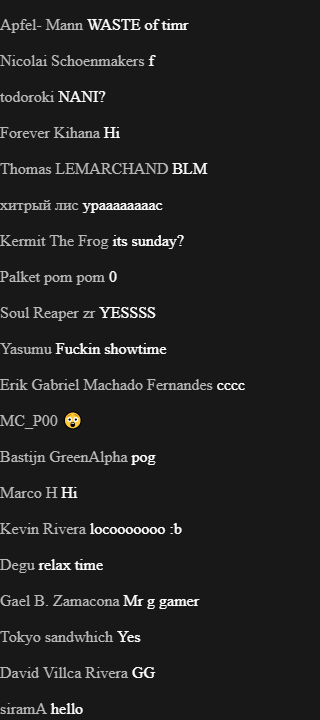 Apfel- Mann WASTE of timr
Nicolai Schoenmakers f
todoroki NANI?
Forever Kihana Hi
Thomas LEMARCHAND BLM
хитрый лис ураааааааас
Kermit The Frog its sunday?
Palket pom pom 0
Soul Reaper zr YESSSS
Yasumu Fuckin showtime
Erik Gabriel Machado Fernandes cccc
MC_P00 😲
Bastijn GreenAlpha pog
Marco H Hi
Kevin Rivera locooooooo :b
Degu relax time
Gael B. Zamacona Mr g gamer
Tokyo sandwhich Yes
David Villca Rivera GG
siramA hello